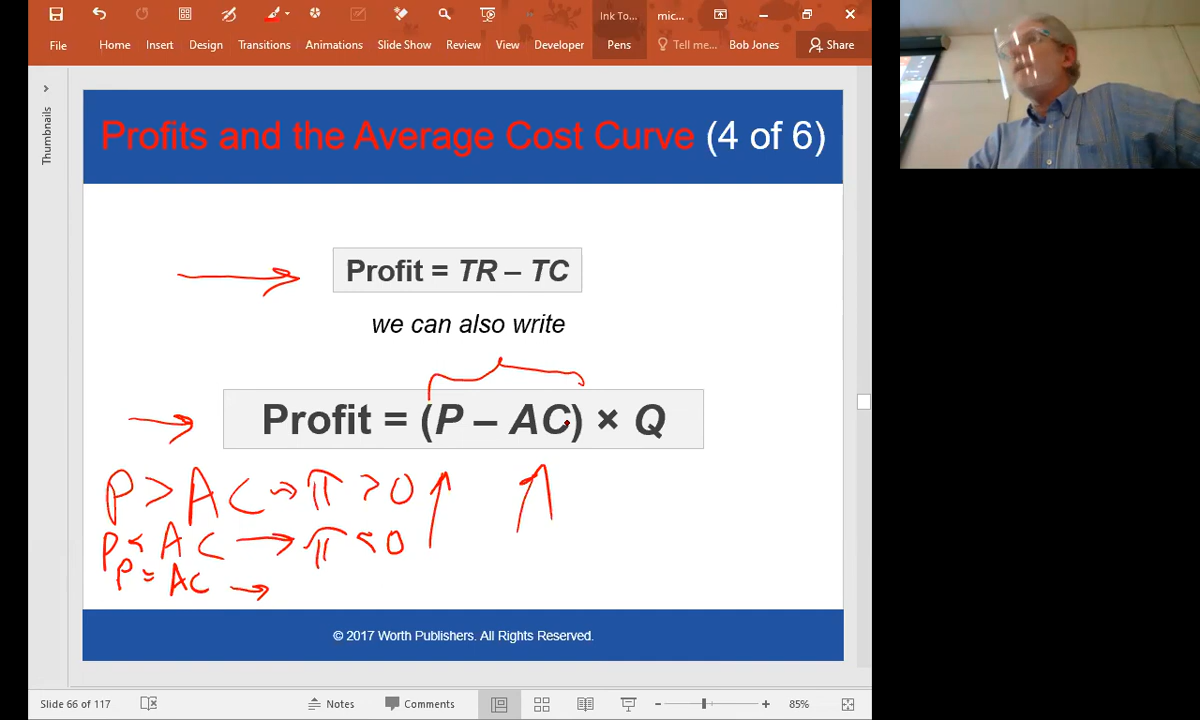 Ink To...
mic...
File
Home
Insert
Design
Transitions
Animations
Slide Show
Review
View
Developer
Pens
Tell me...
Bob Jones
Share
Thumbnails
Profits and the Average Cost Curve (4 of 6)
Profit = TR – TC
we can also write
Profit = (P – AC) × Q
P > AC → π > 0
P < AC → π < 0
P = AC →
© 2017 Worth Publishers. All Rights Reserved.
Slide 66 of 117
Notes
Comments
85%